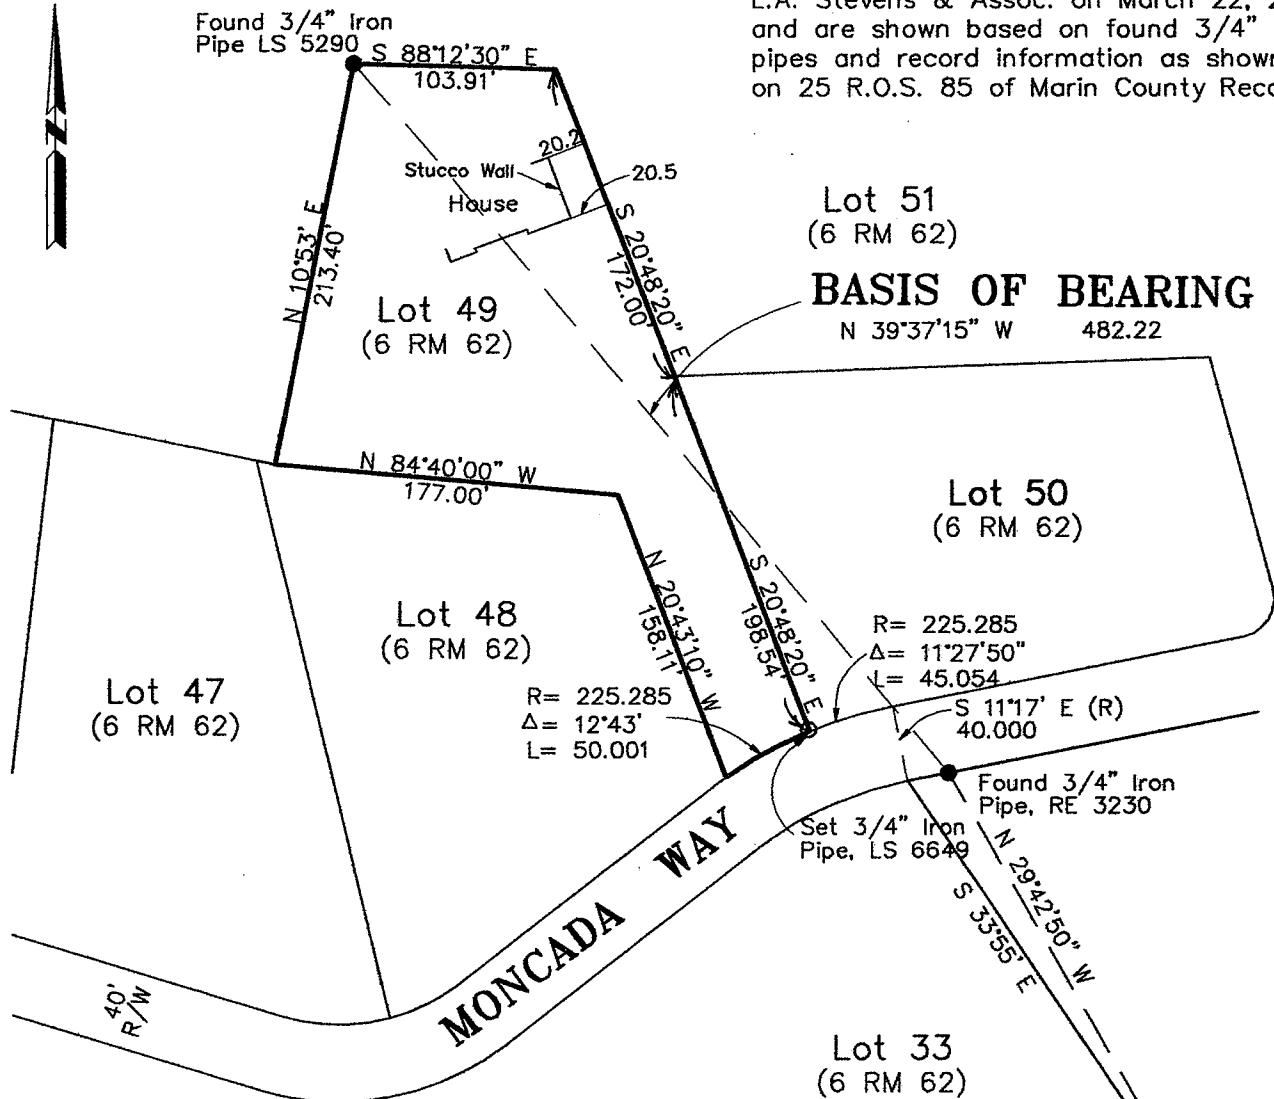 L.A. Stevens & Assoc. on March 22,
and are shown based on found 3/4"
pipes and record information as shown
on 25 R.O.S. 85 of Marin County
Found 3/4" Iron
Pipe LS 5290
S 88°12'30" E
103.91'
N
20.2
Stucco Wall
20.5
House
Lot 51
(6 RM 62)
N 10°53' E
213.40'
S 20°48'20" E
172.00'
BASIS OF BEARING
N 39°37'15" W 482.22
Lot 49
(6 RM 62)
N 84°40'00" W
177.00'
Lot 50
(6 RM 62)
N 20°43'10" W
158.11'
S 20°48'20" E
198.54'
Lot 48
(6 RM 62)
R= 225.285
Δ= 11°27'50"
L= 45.054
Lot 47
(6 RM 62)
R= 225.285
Δ= 12°43'
L= 50.001
S 11°17' E (R)
40.000
Found 3/4" Iron
Pipe, RE 3230
Set 3/4" Iron
Pipe, LS 6649
MONCADA WAY
N 29°42'50" W
S 33°55' E
40'
R/W
Lot 33
(6 RM 62)